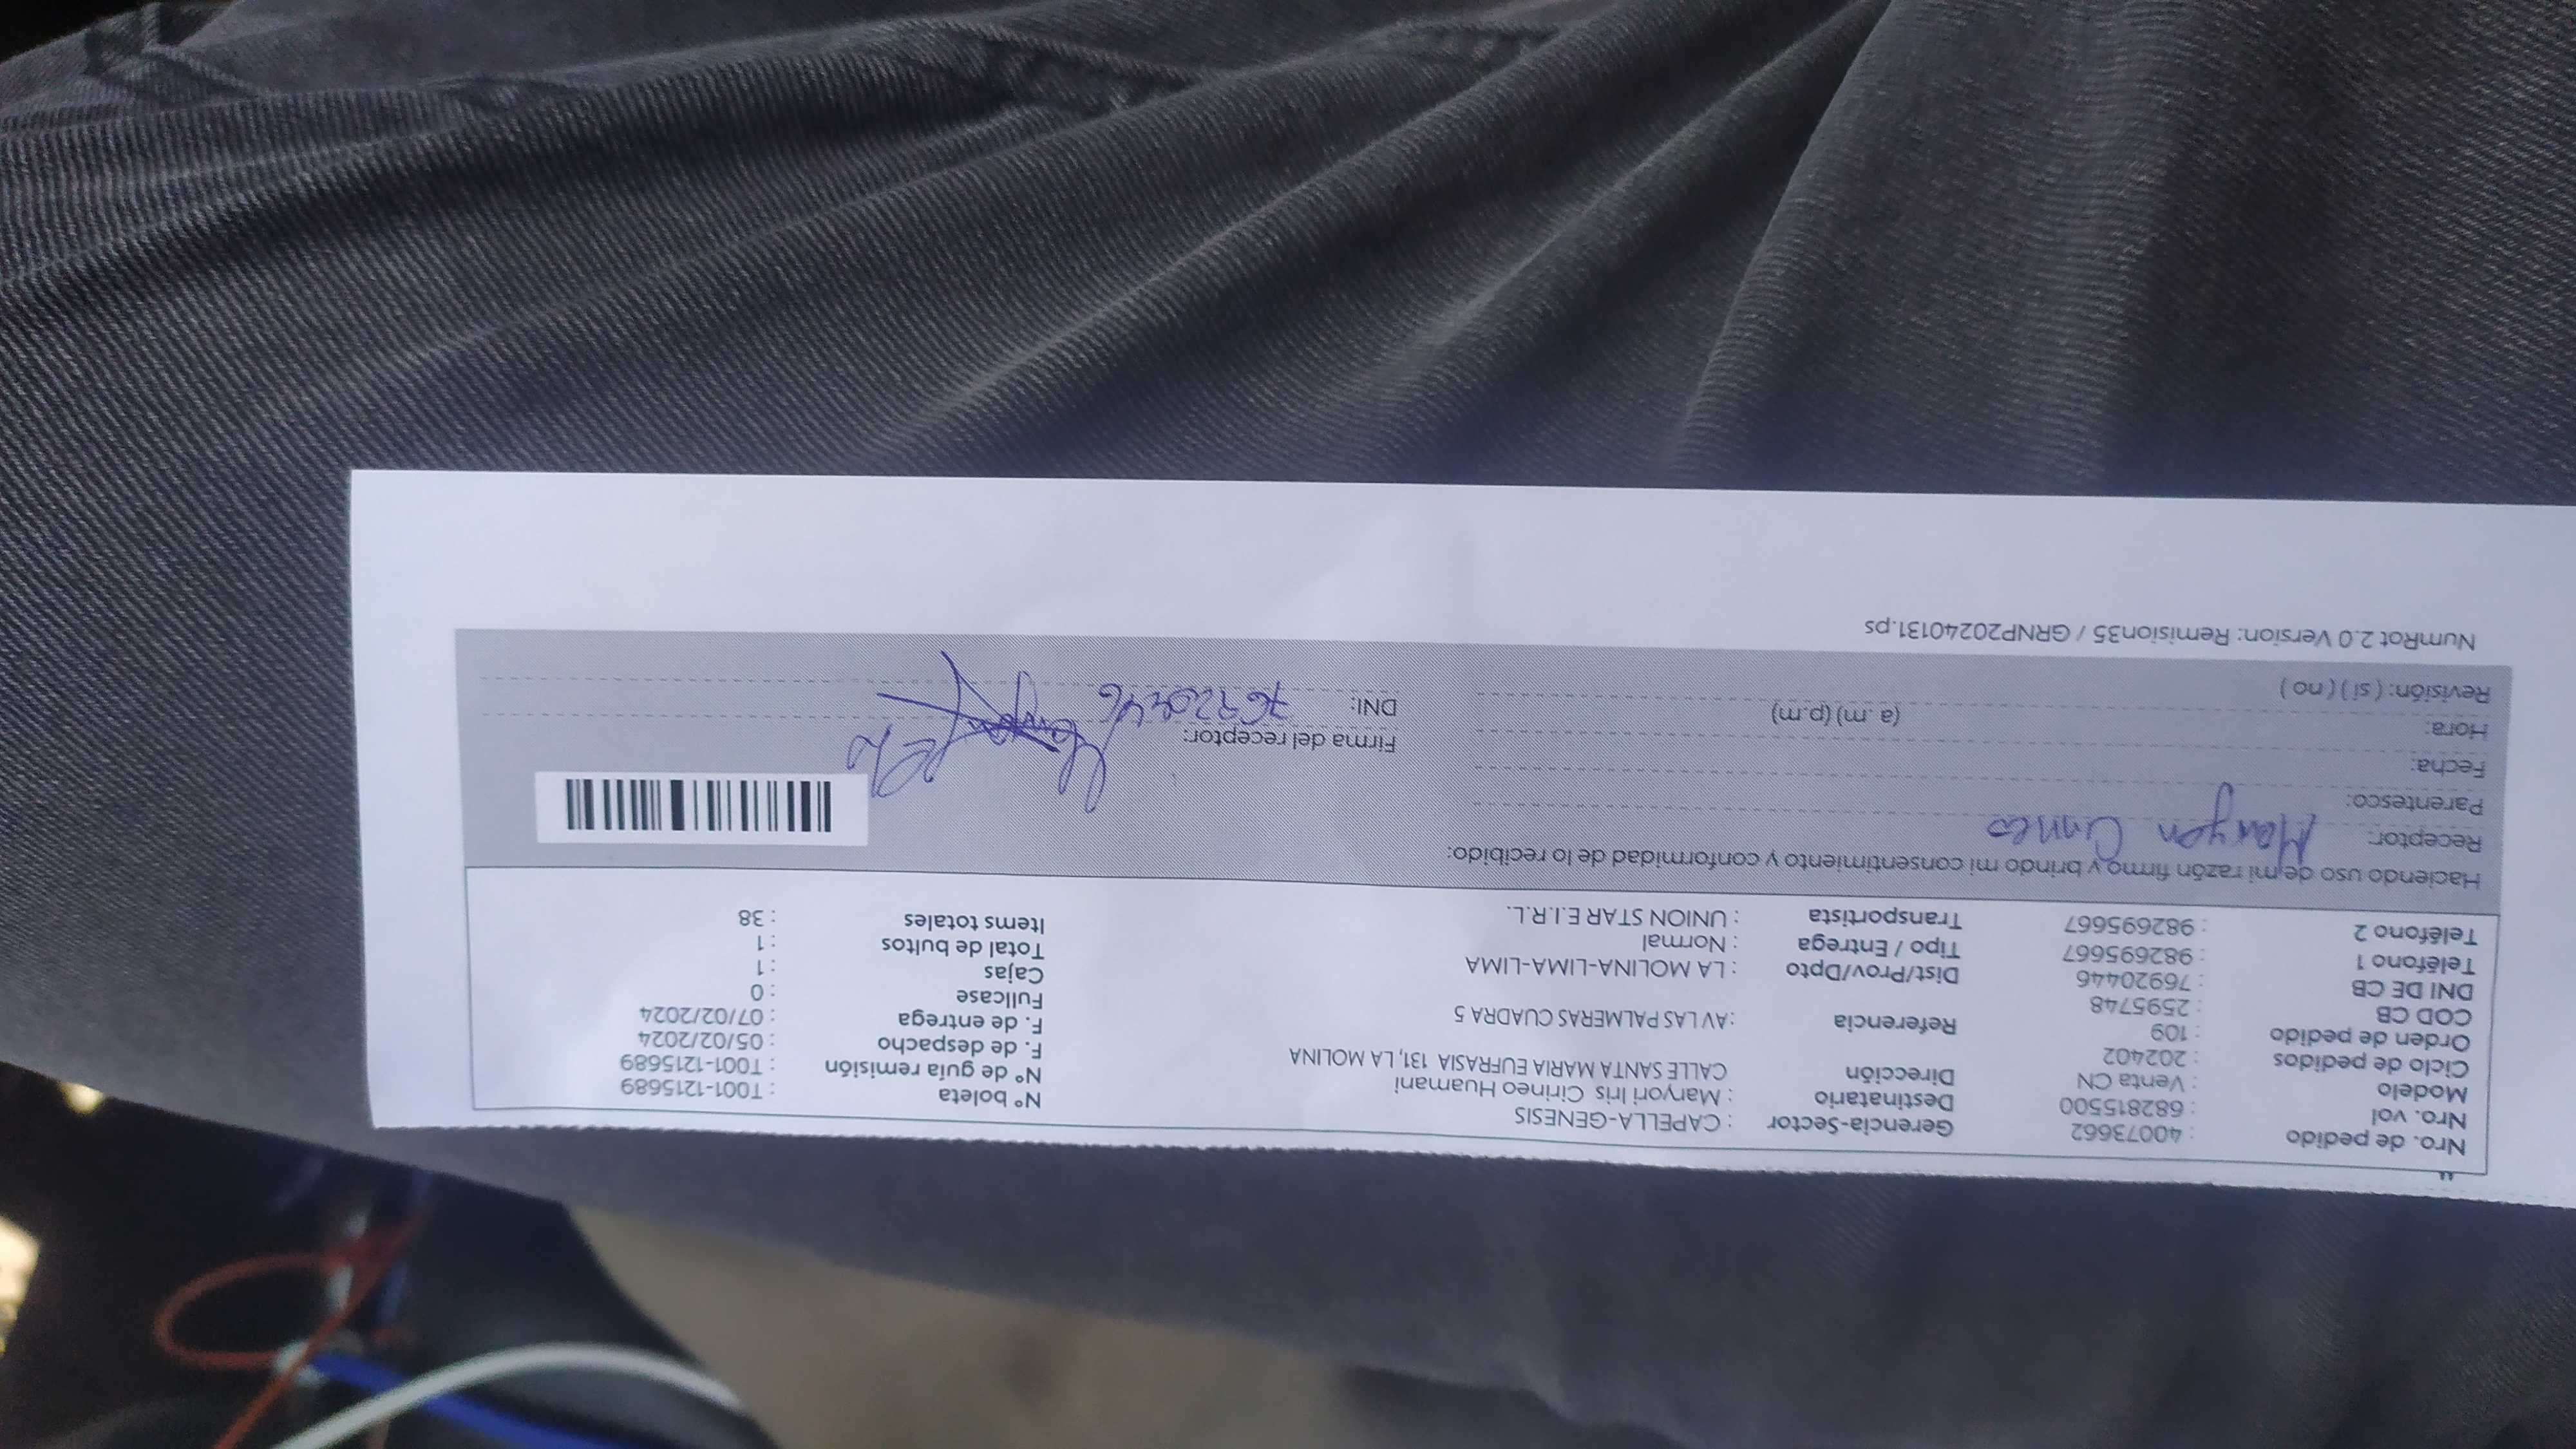 Nro. de pedido : 40073662 Gerencia-Sector : CAPELLA-GENESIS Nº boleta : T001-1215689
Nro. vol : 682815500 Destinatario : Maryori Iris Cirineo Huamani Nº de guía remisión : T001-1215689
Modelo : Venta CN Dirección CALLE SANTA MARIA EUFRASIA 131, LA MOLINA F. de despacho : 05/02/2024
Ciclo de pedidos : 202402 F. de entrega : 07/02/2024
Orden de pedido : 109 Referencia : AV LAS PALMERAS CUADRA 5 Fullcase : 0
COD CB : 2595748 Dist/Prov/Dpto : LA MOLINA-LIMA-LIMA Cajas : 1
DNI DE CB : 76920446 Tipo / Entrega : Normal Total de bultos : 1
Teléfono 1 : 982695667 Transportista : UNION STAR E.I.R.L. Items totales : 38
Teléfono 2 : 982695667
Haciendo uso de mi razón firmo y brindo mi consentimiento y conformidad de lo recibido:
Receptor:
Parentesco:
Fecha:
Hora: (a .m) (p.m) Firma del receptor:
Revisión: ( si ) ( no ) DNI: 76920446
NumRot 2.0 Version: Remision35 / GRNP20240131.ps